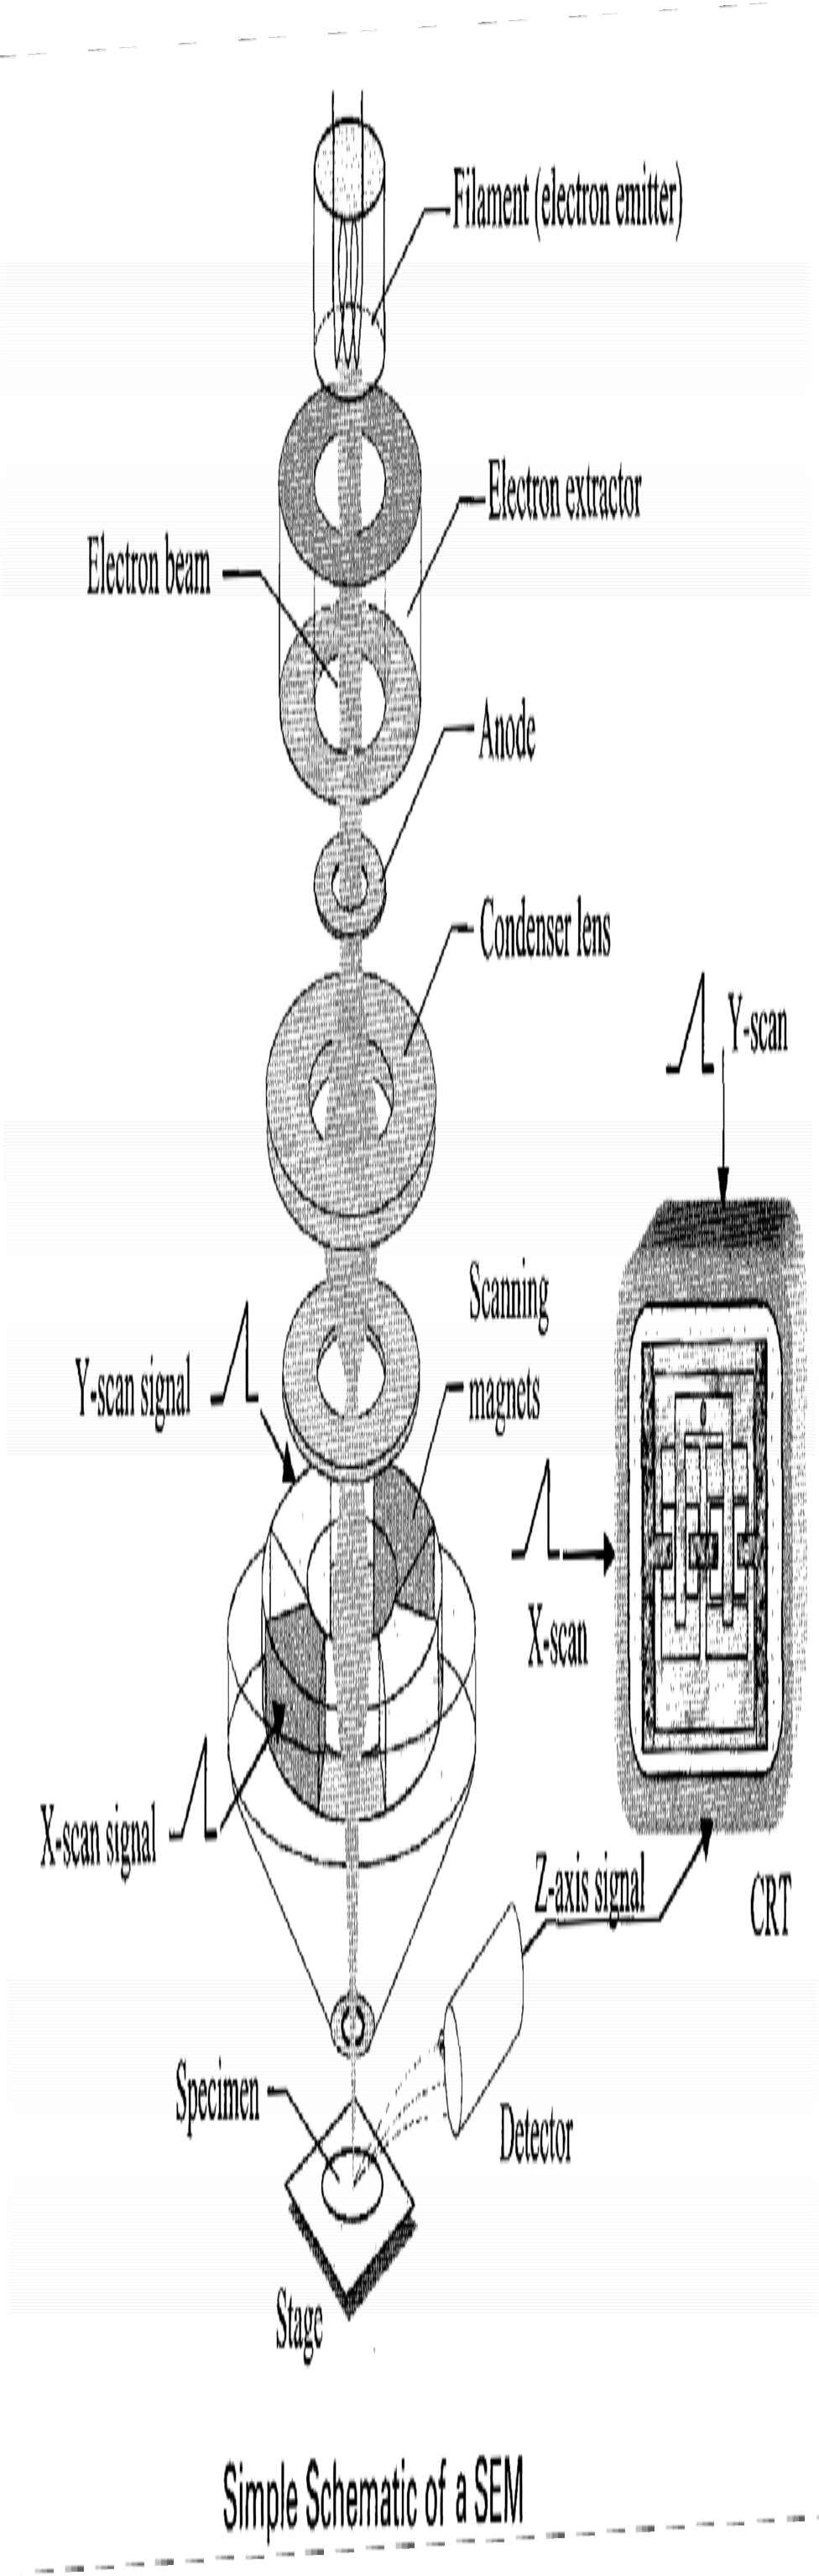 Filament (electron emitter)
Electron extractor
Electron beam
Anode
Condenser lens
Y-scan
Scanning
magnets
Y-scan signal
X-scan
X-scan signal
Z-axis signal
CRT
Specimen
Detector
Stage
Simple Schematic of a SEM